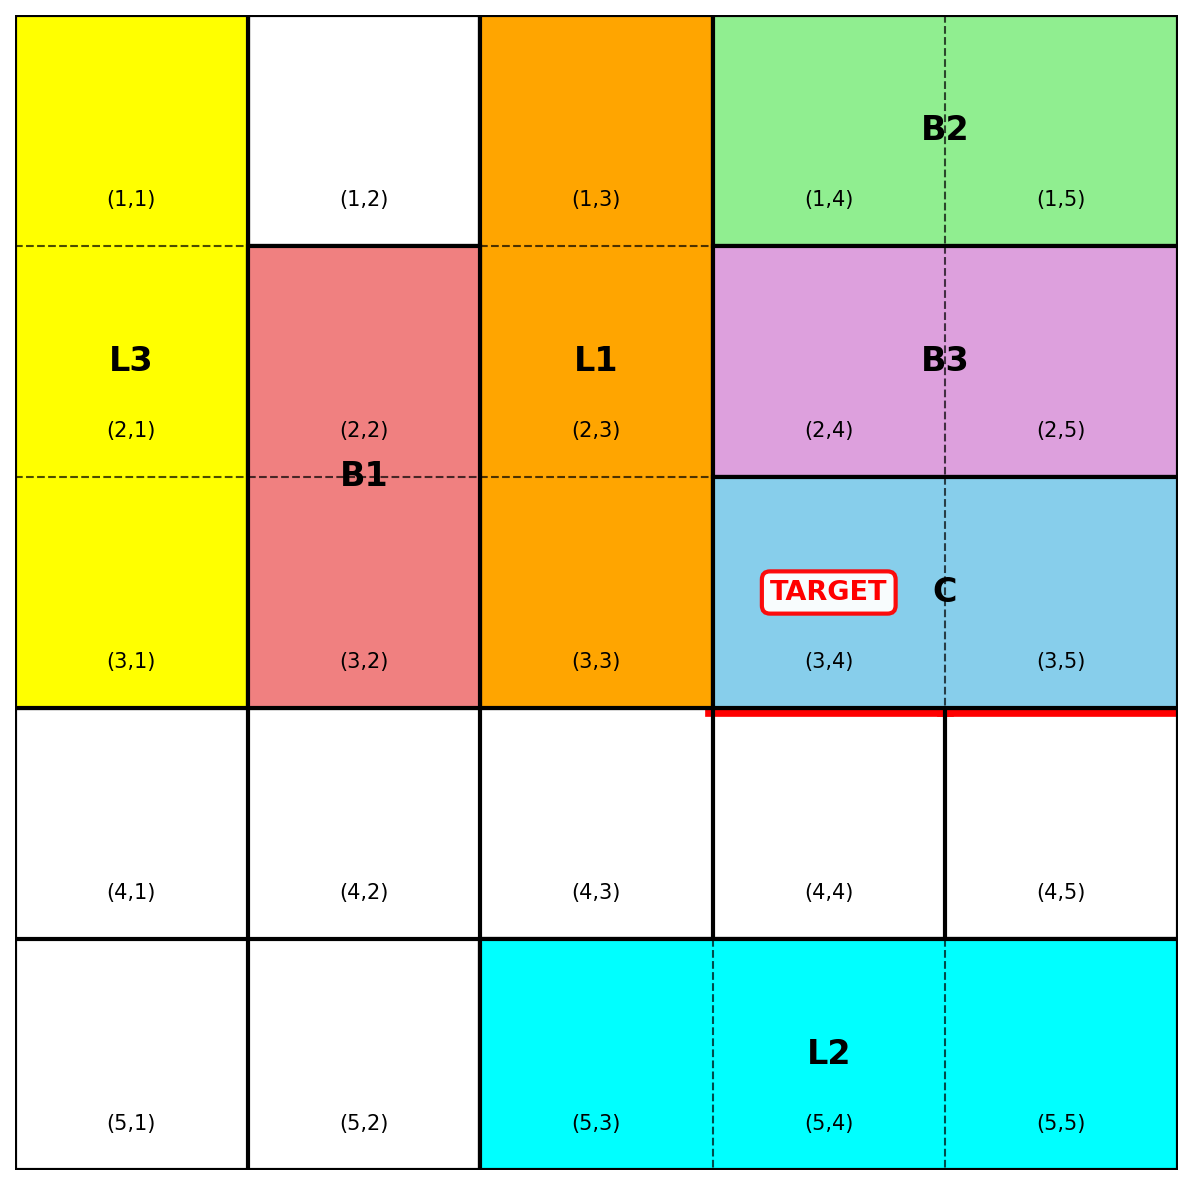 B2
(1,1) (1,2) (1,3) (1,4) (1,5)
L3 L1 B3
(2,1) (2,2) (2,3) (2,4) (2,5)
B1
TARGET C
(3,1) (3,2) (3,3) (3,4) (3,5)
(4,1) (4,2) (4,3) (4,4) (4,5)
L2
(5,1) (5,2) (5,3) (5,4) (5,5)